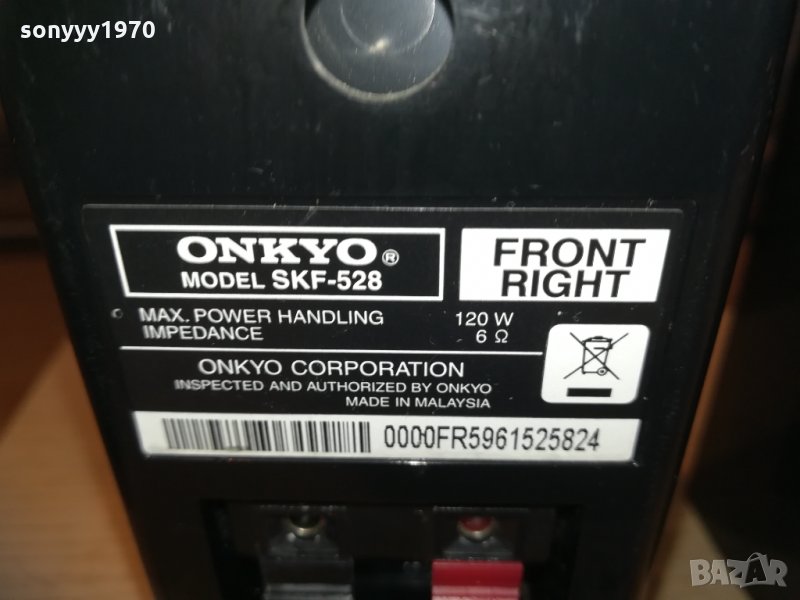 sonyyy1970
ONKYO®
MODEL SKF-528
FRONT
RIGHT
MAX. POWER HANDLING 120 W
IMPEDANCE 6 Ω
ONKYO CORPORATION
INSPECTED AND AUTHORIZED BY ONKYO
MADE IN MALAYSIA
0000FR5961525824
BAZAR